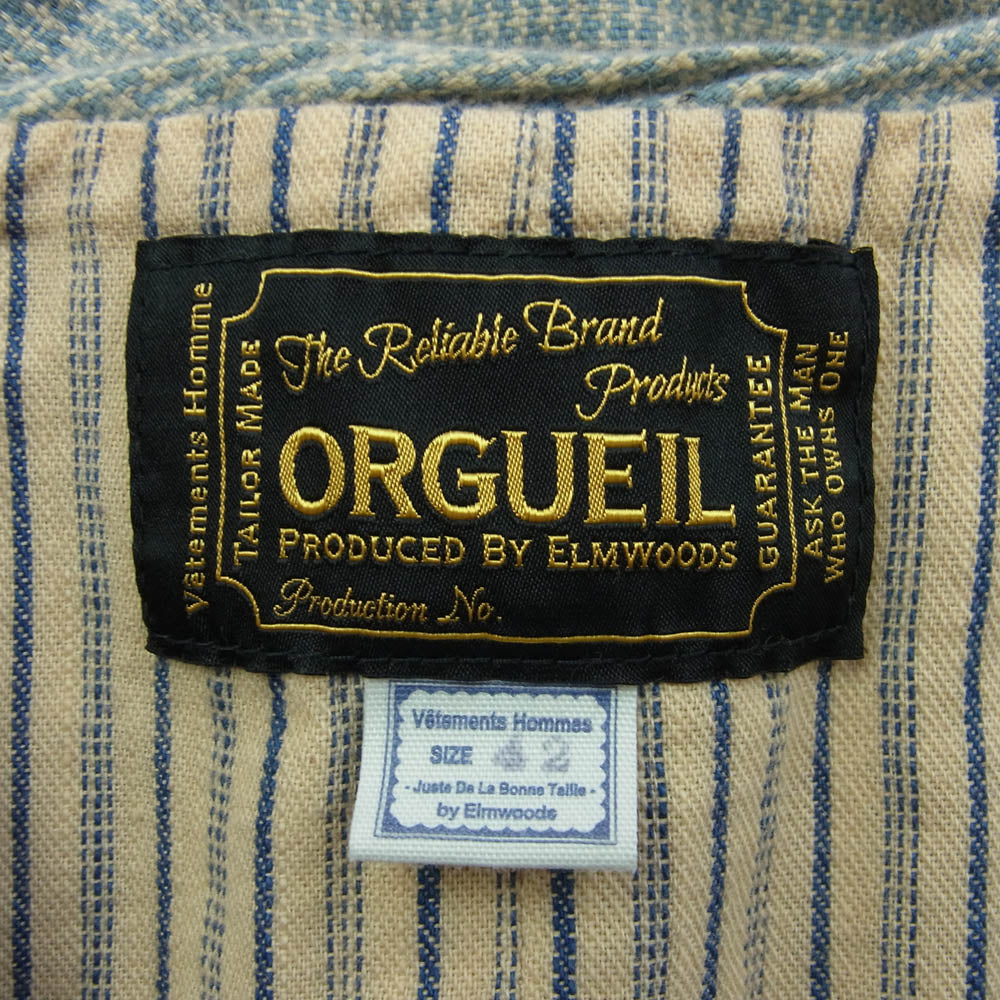 Vêtements Homme
TAILOR MADE
The Reliable Brand
Products
ORGUEIL
PRODUCED BY ELMWOODS
Production No.
GUARANTEE
ASK THE MAN
WHO OWNS ONE
Vêtements Hommes
SIZE 42
- Juste De La Bonne Taille -
by Elmwoods